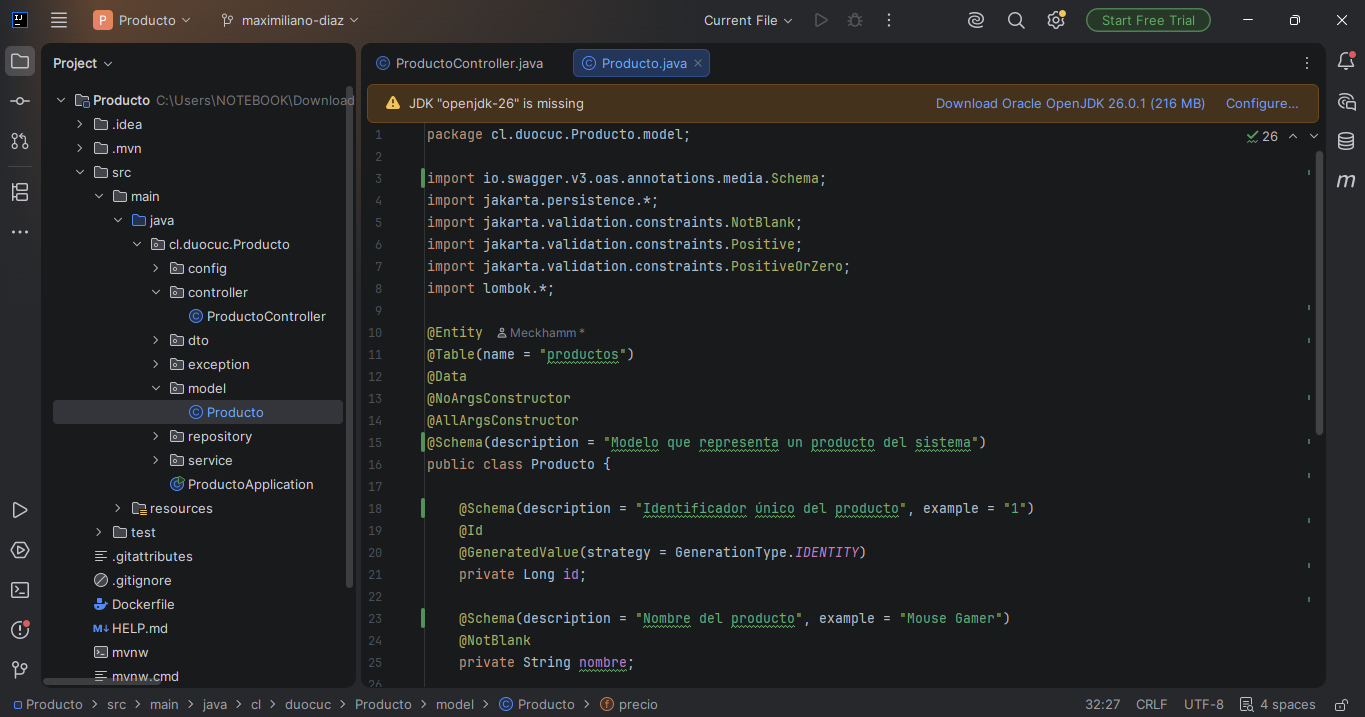 P Producto maximiliano-diaz Current File Start Free Trial
Project
Producto C:\Users\NOTEBOOK\Download
.idea
.mvn
src
main
java
cl.duocuc.Producto
config
controller
ProductoController
dto
exception
model
Producto
repository
service
ProductoApplication
resources
test
.gitattributes
.gitignore
Dockerfile
HELP.md
mvnw
mvnw.cmd
ProductoController.java Producto.java
JDK "openjdk-26" is missing Download Oracle OpenJDK 26.0.1 (216 MB) Configure...
26
1 package cl.duocuc.Producto.model;
2
3 import io.swagger.v3.oas.annotations.media.Schema;
4 import jakarta.persistence.*;
5 import jakarta.validation.constraints.NotBlank;
6 import jakarta.validation.constraints.Positive;
7 import jakarta.validation.constraints.PositiveOrZero;
8 import lombok.*;
9
10 @Entity Meckhamm *
11 @Table(name = "productos")
12 @Data
13 @NoArgsConstructor
14 @AllArgsConstructor
15 @Schema(description = "Modelo que representa un producto del sistema")
16 public class Producto {
17
18 @Schema(description = "Identificador único del producto", example = "1")
19 @Id
20 @GeneratedValue(strategy = GenerationType.IDENTITY)
21 private Long id;
22
23 @Schema(description = "Nombre del producto", example = "Mouse Gamer")
24 @NotBlank
25 private String nombre;
26
Producto > src > main > java > cl > duocuc > Producto > model > Producto > precio 32:27 CRLF UTF-8 4 spaces